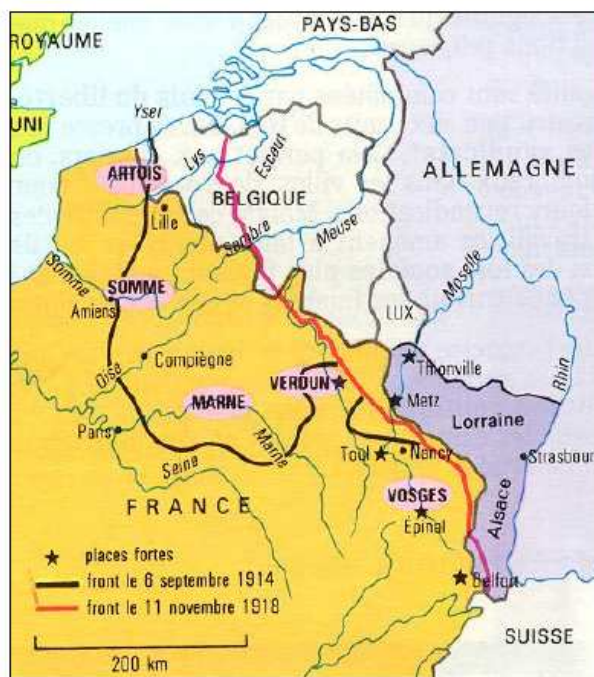 PAYS-BAS
ROYAUME
UNI
Yser
Lys
Escaut
ALLEMAGNE
ARTOIS
BELGIQUE
Lille
Sambre
Meuse
Moselle
Somme
SOMME
Amiens
LUX
Rhin
Oise
Compiègne
Thionville
VERDUN
Metz
MARNE
Lorraine
Paris
Marne
Toul
Nancy
Strasbour
Seine
VOSGES
Alsace
FRANCE
Épinal
places fortes
front le 6 septembre 1914
Belfort
front le 11 novembre 1918
SUISSE
200 km